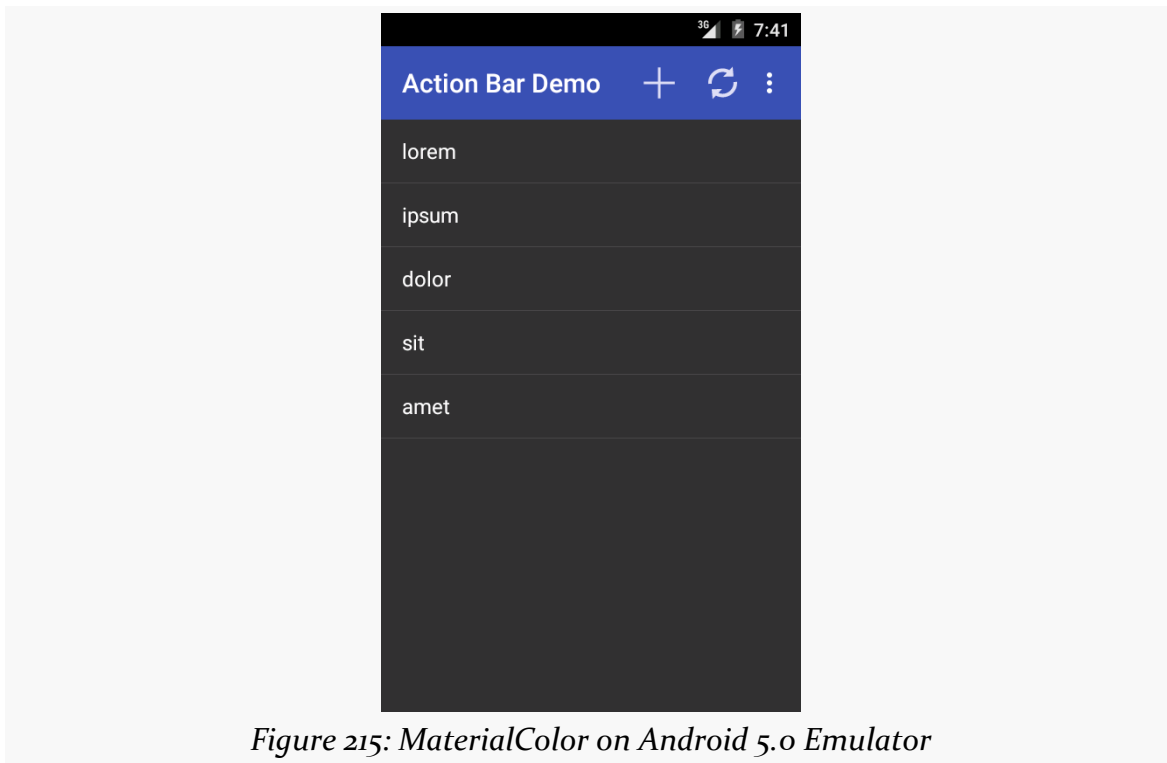 3G 7:41
Action Bar Demo
lorem
ipsum
dolor
sit
amet
Figure 215: MaterialColor on Android 5.0 Emulator